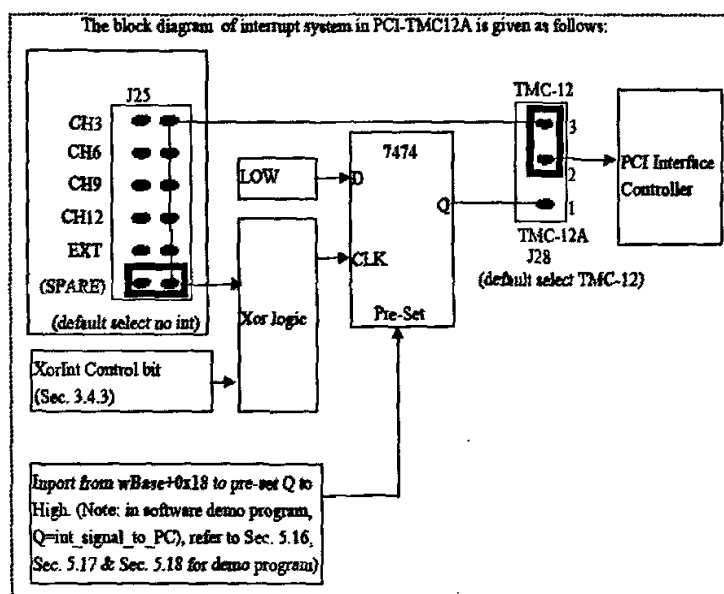 The block diagram of interrupt system in PCI-TMC12A is given as follows:
J25
CH3
CH6
CH9
CH12
EXT
(SPARE)
(default select no int)
LOW
Xor logic
XorInt Control bit
(Sec. 3.4.3)
7474
D
Q
CLK
Pre-Set
TMC-12
3
2
1
TMC-12A
J28
(default select TMC-12)
PCI Interface
Controller
Inport from wBase+0x18 to pre-set Q to
High. (Note: in software demo program,
Q=int_signal_to_PC), refer to Sec. 5.16,
Sec. 5.17 & Sec. 5.18 for demo program)